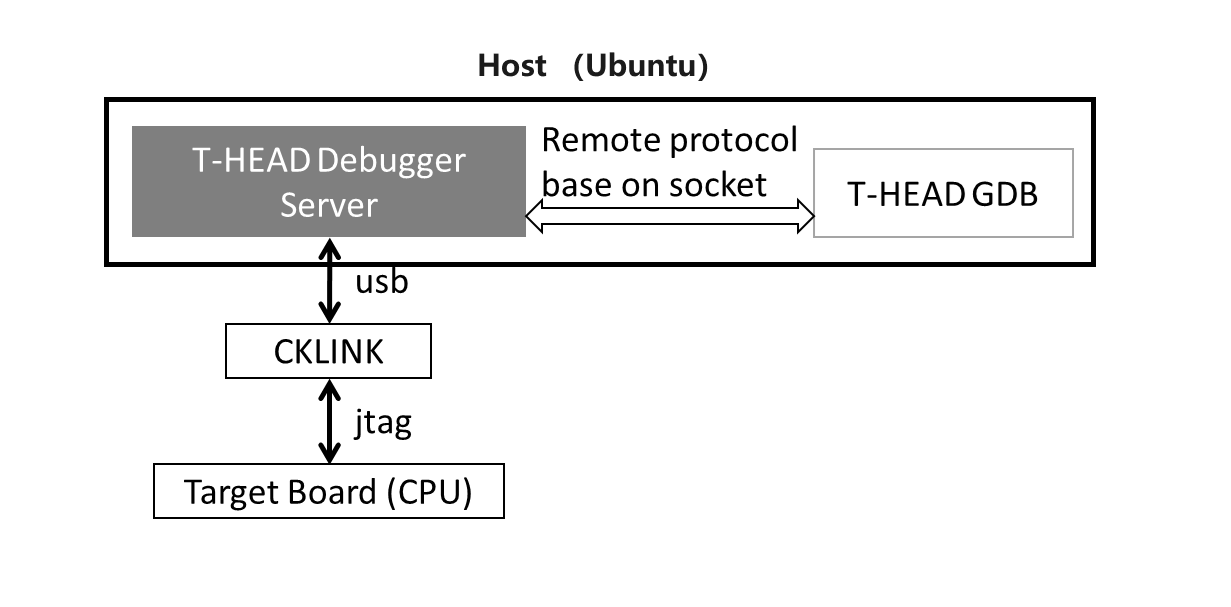 Host （Ubuntu）
T-HEAD Debugger
Server
Remote protocol
base on socket
T-HEAD GDB
usb
CKLINK
jtag
Target Board (CPU)